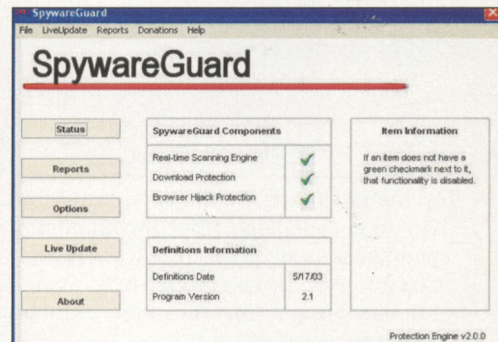 SpywareGuard
File LiveUpdate Reports Donations Help
SpywareGuard
Status
Reports
Options
Live Update
About
SpywareGuard Components
Real-time Scanning Engine
Download Protection
Browser Hijack Protection
Definitions Information
Definitions Date 5/17/03
Program Version 2.1
Item Information
If an item does not have a
green checkmark next to it,
that functionality is disabled.
Protection Engine v2.0.0